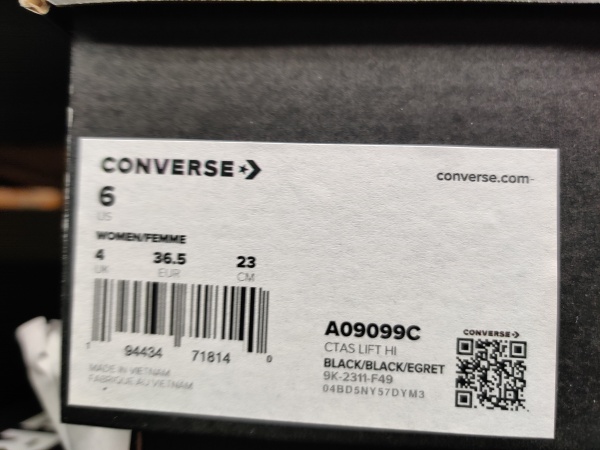 CONVERSE
converse.com
6
US
WOMEN/FEMME
4 36.5 23
UK EUR CM
1 94434 71814 0
MADE IN VIETNAM
FABRIQUE AU VIETNAM
A09099C
CTAS LIFT HI
BLACK/BLACK/EGRET
9K-2311-F49
04BD5NY57DYM3
CONVERSE